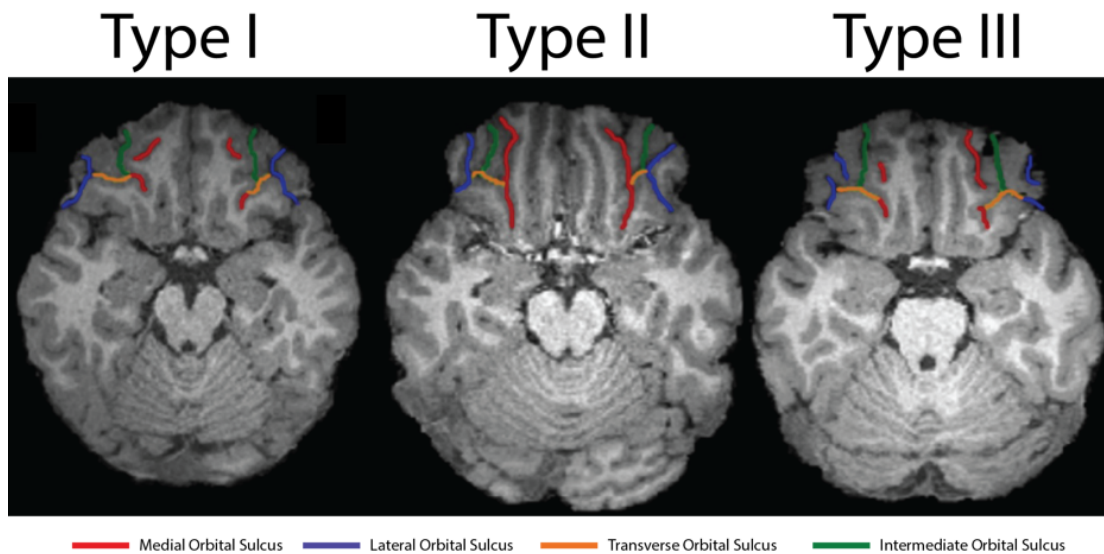 Type I Type II Type III
Medial Orbital Sulcus Lateral Orbital Sulcus Transverse Orbital Sulcus Intermediate Orbital Sulcus